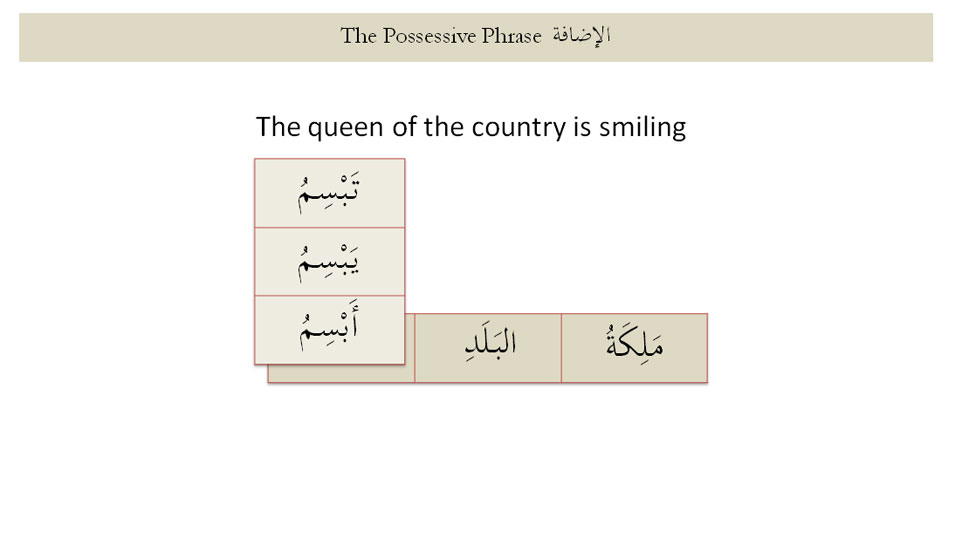 The Possessive Phrase الإضافة
The queen of the country is smiling
تَبْسِمُ
يَبْسِمُ
أَبْسِمُ
مَلِكَةُ البَلَدِ